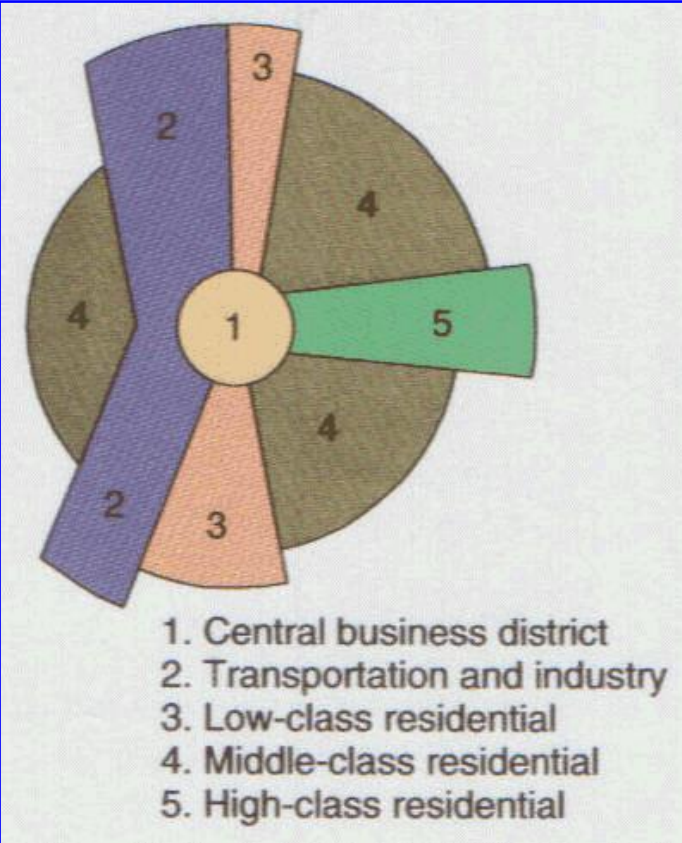 3
2
4
4
1
5
4
2
3
1. Central business district
2. Transportation and industry
3. Low-class residential
4. Middle-class residential
5. High-class residential